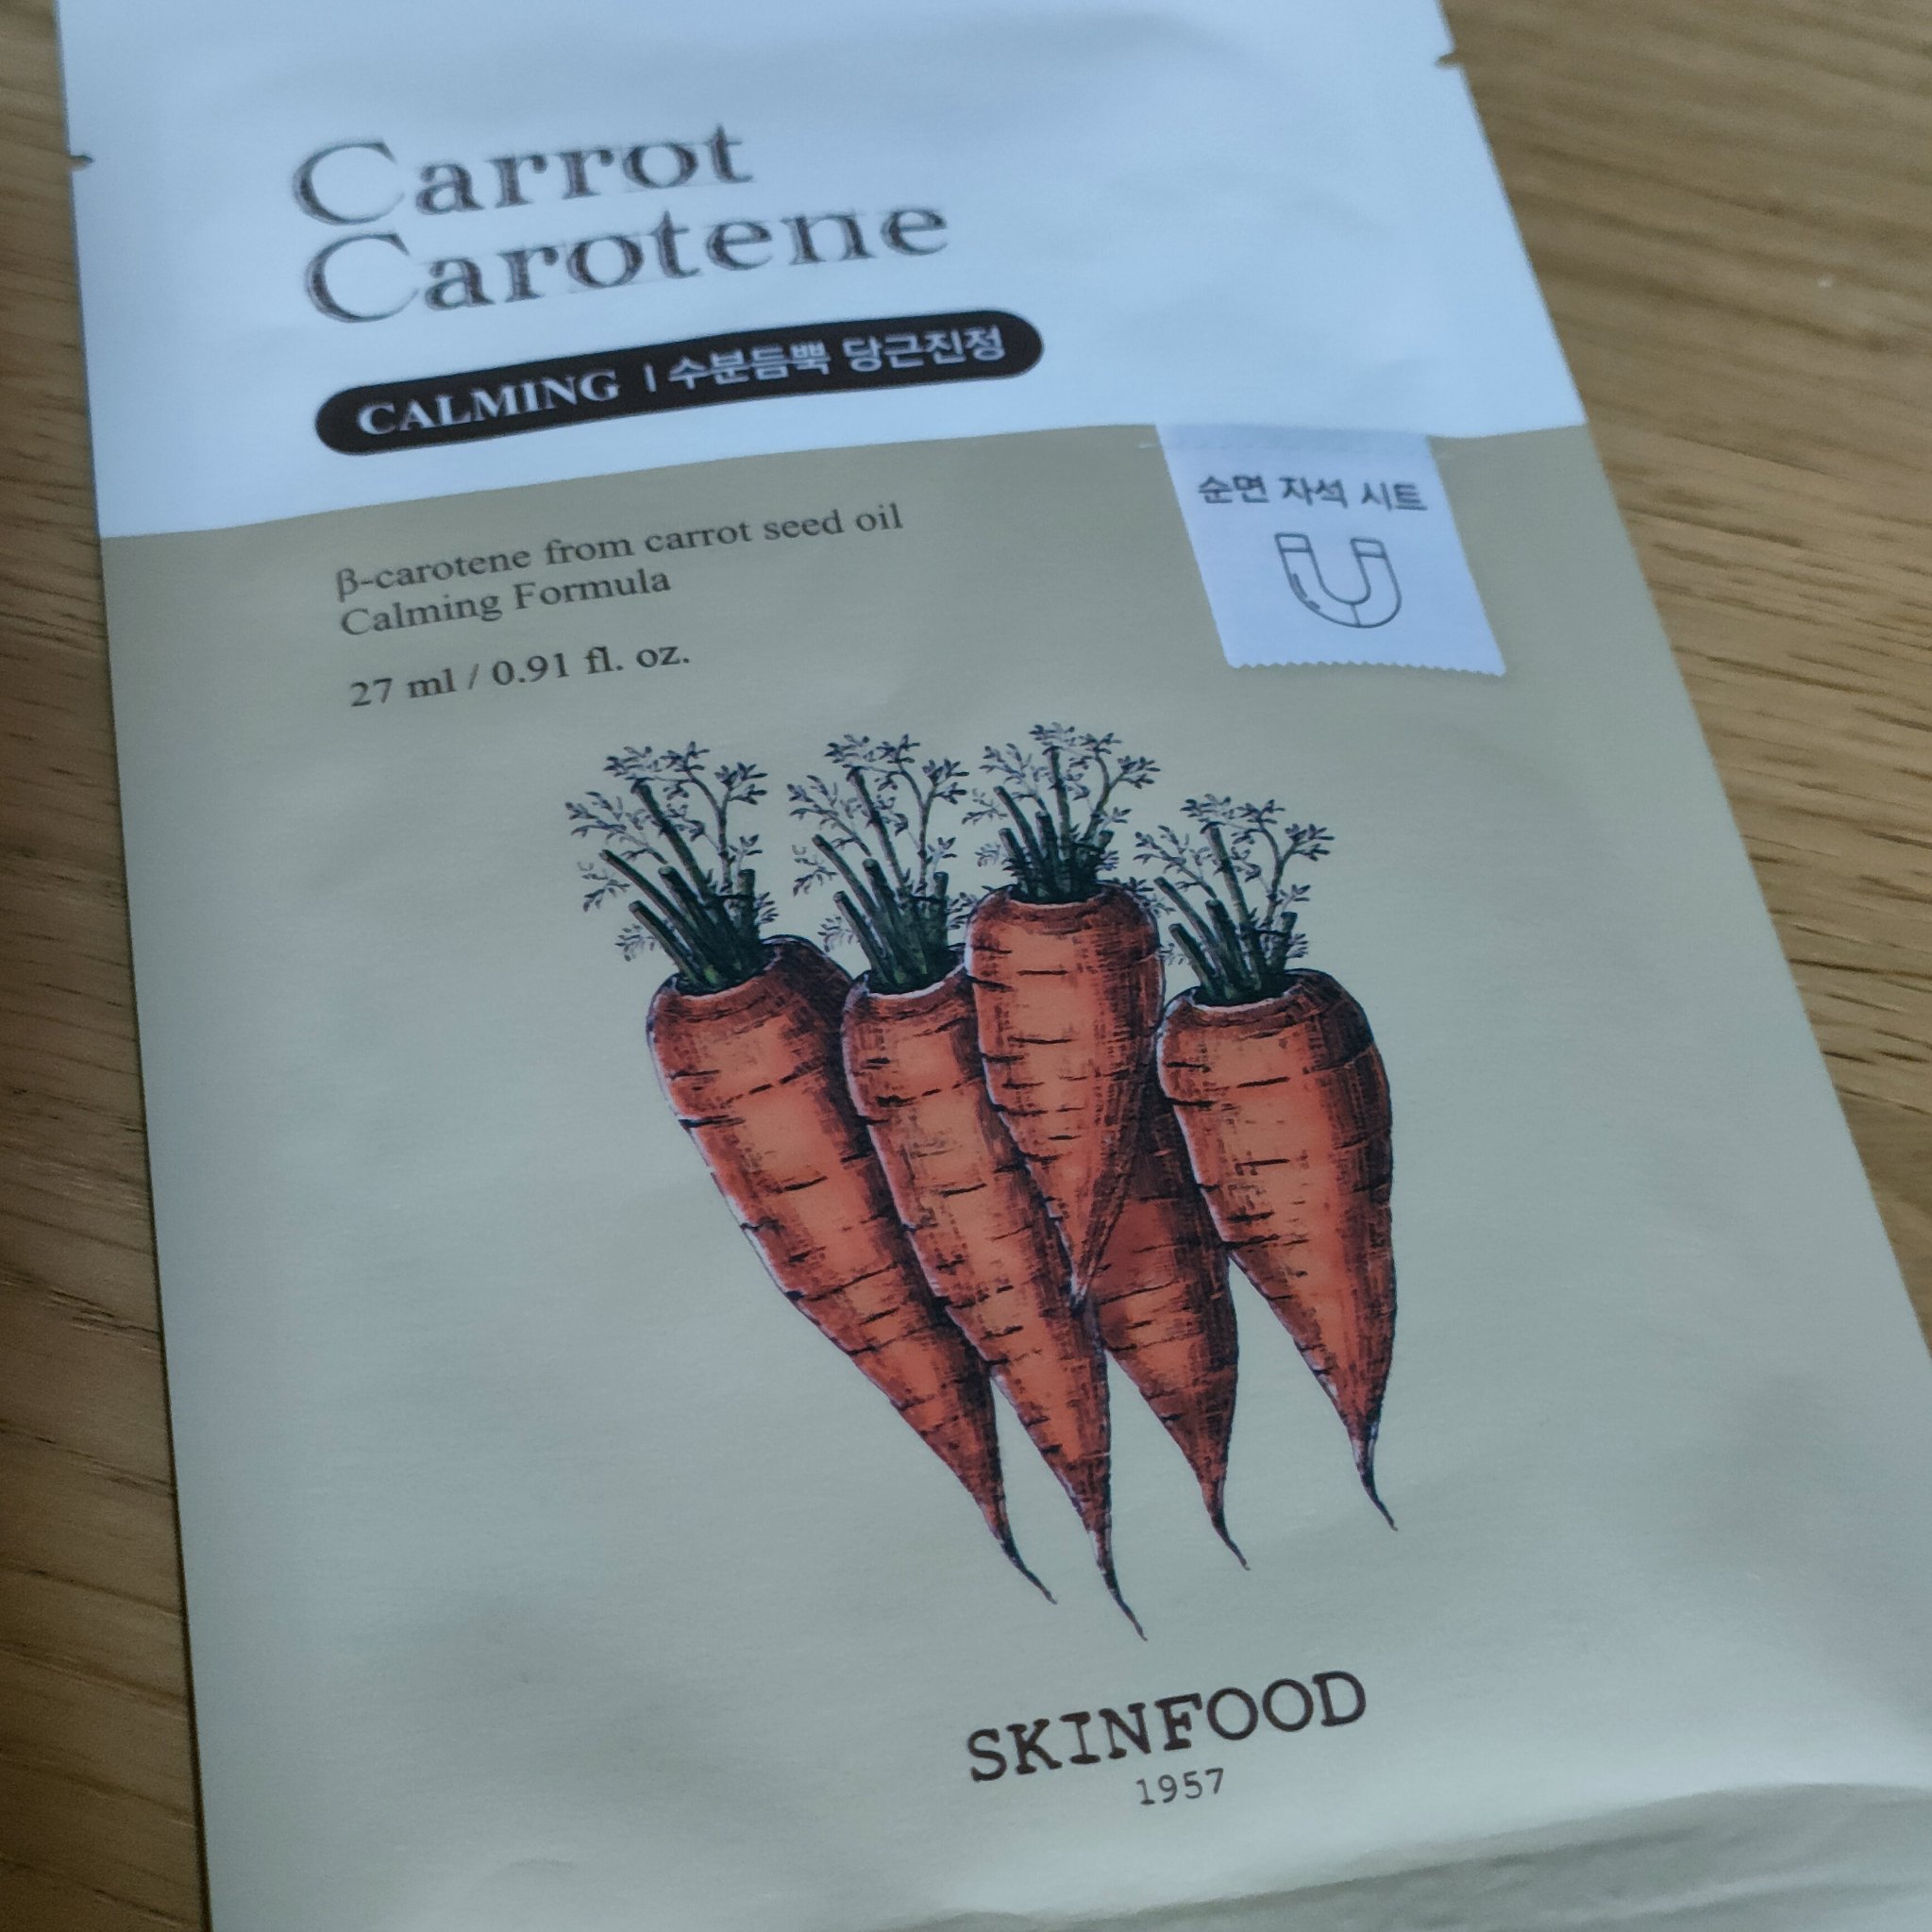 Carrot
Carotene
CALMING | 수분듬뿍 당근진정
β-carotene from carrot seed oil
Calming Formula
27 ml / 0.91 fl. oz.
순면 자석 시트
SKINFOOD
1957